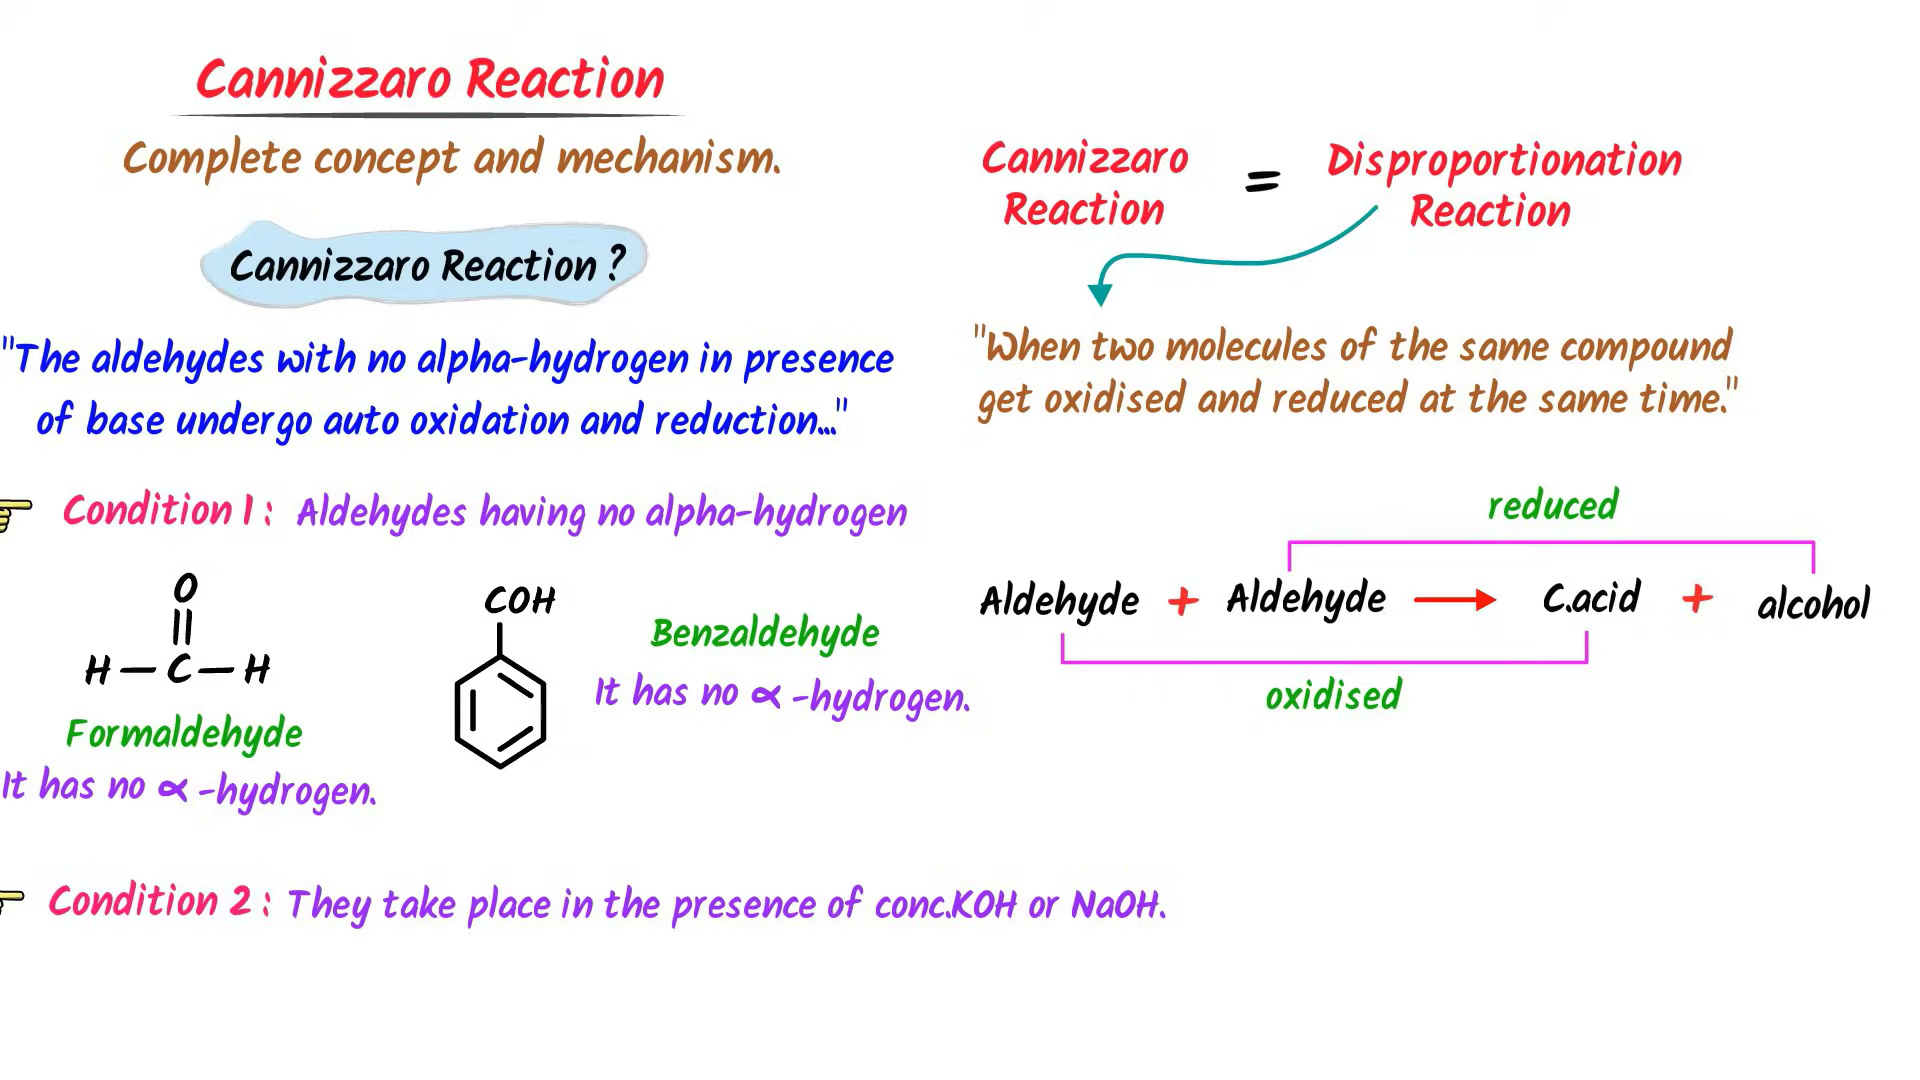 Cannizzaro Reaction
Complete concept and mechanism.
Cannizzaro Reaction ?
"The aldehydes with no alpha-hydrogen in presence
of base undergo auto oxidation and reduction..."
Condition 1 : Aldehydes having no alpha-hydrogen
O
H — C — H
Formaldehyde
It has no ∝ -hydrogen.
COH
Benzaldehyde
It has no ∝ -hydrogen.
Condition 2 : They take place in the presence of conc.KOH or NaOH.
Cannizzaro
Reaction
=
Disproportionation
Reaction
"When two molecules of the same compound
get oxidised and reduced at the same time."
reduced
Aldehyde + Aldehyde → C.acid + alcohol
oxidised